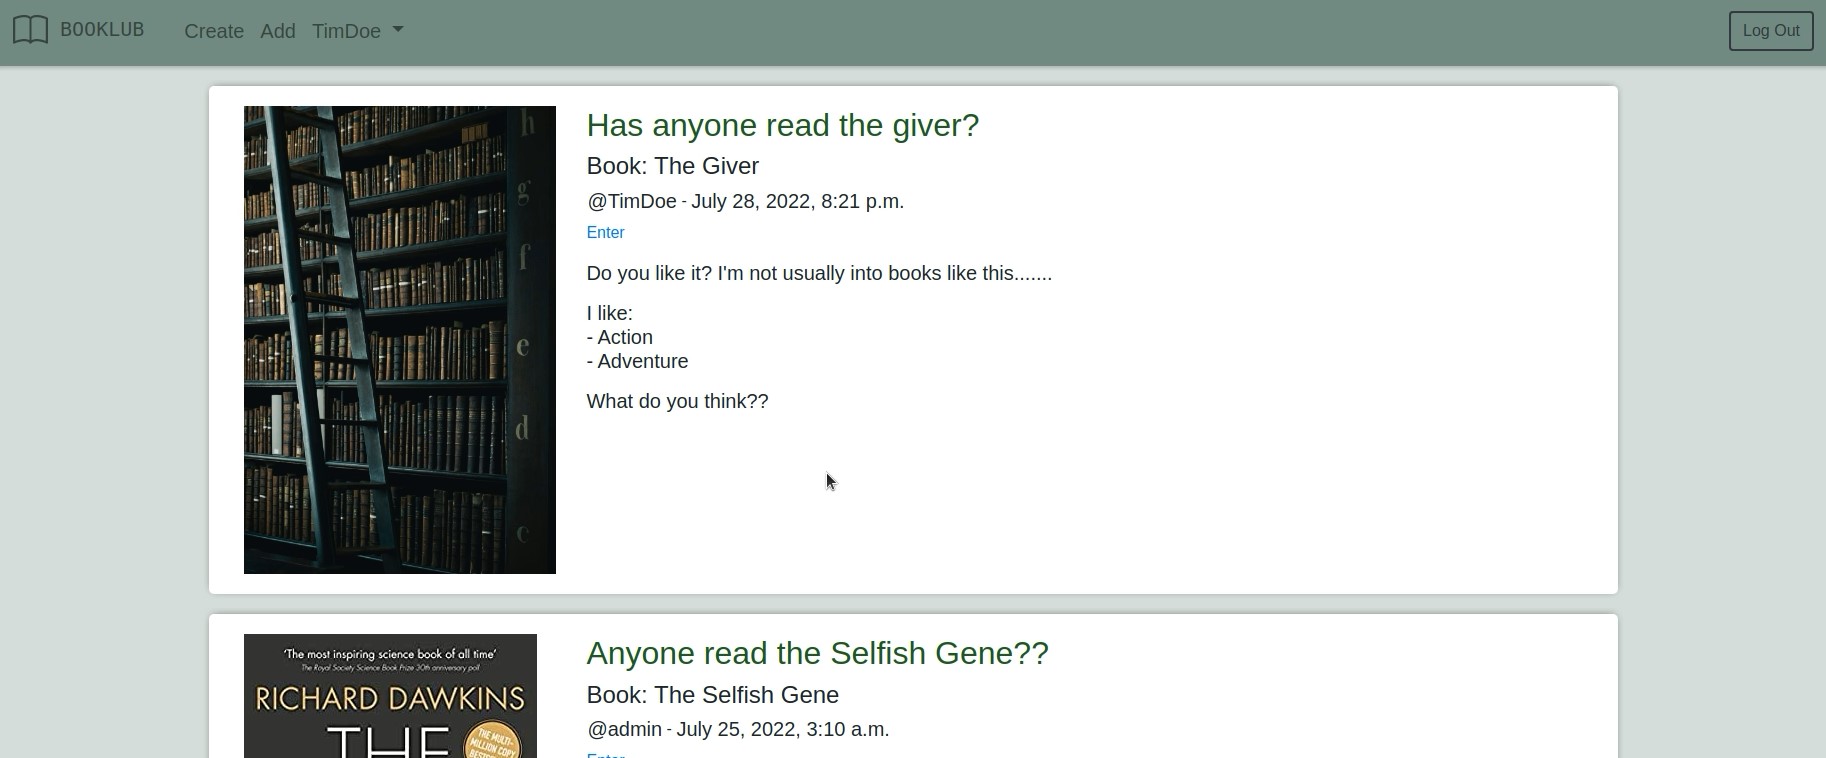 BOOKLUB
Create Add TimDoe
Log Out
h
g
f
e
d
c
Has anyone read the giver?
Book: The Giver
@TimDoe - July 28, 2022, 8:21 p.m.
Enter
Do you like it? I'm not usually into books like this.......
I like:
- Action
- Adventure
What do you think??
'The most inspiring science book of all time'
The Royal Society Science Book Prize 30th anniversary poll
RICHARD DAWKINS
THE
THE MULTI-
MILLION COPY
BESTSELLER
Anyone read the Selfish Gene??
Book: The Selfish Gene
@admin - July 25, 2022, 3:10 a.m.
Enter